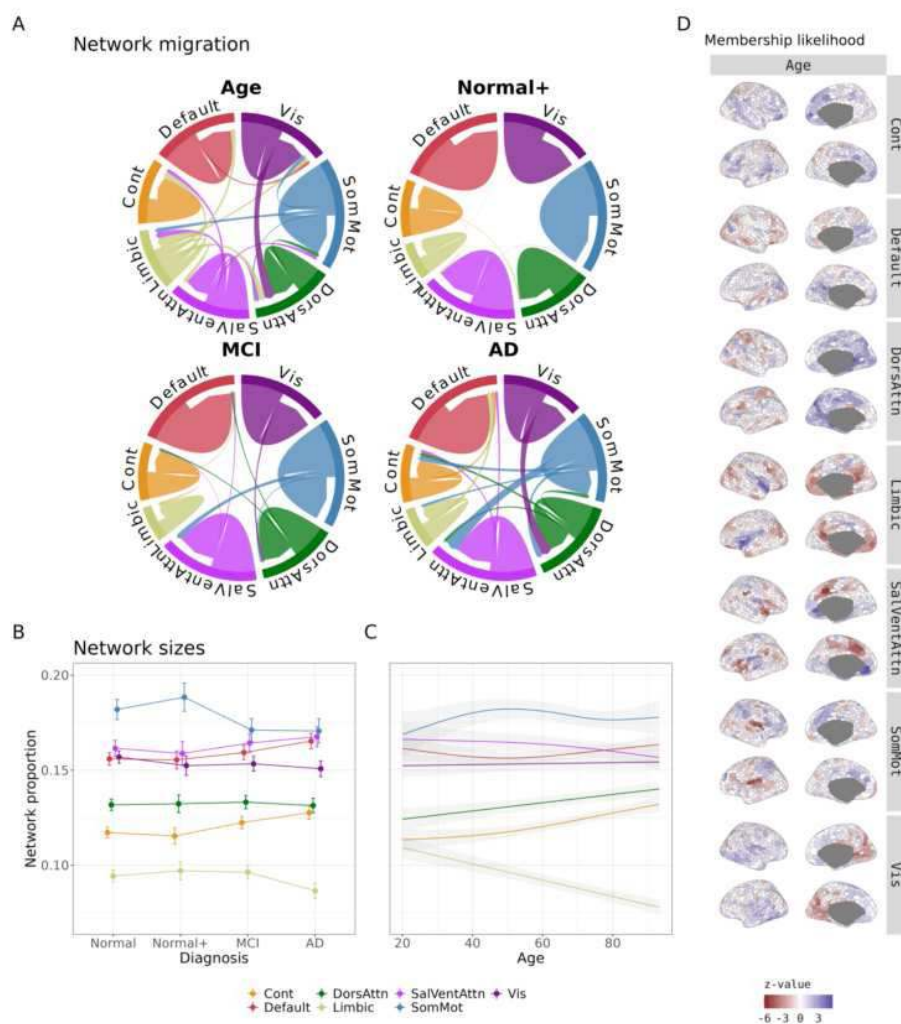 A
Network migration
D
Membership likelihood
Age
Age
Default
Vis
Cont
SomMot
Limbic
SalVentAttn
DorsAttn
Normal+
Default
Vis
Cont
SomMot
Limbic
SalVentAttn
DorsAttn
MCI
Default
Vis
Cont
SomMot
Limbic
SalVentAttn
DorsAttn
AD
Default
Vis
Cont
SomMot
Limbic
SalVentAttn
DorsAttn
Cont
Default
DorsAttn
Limbic
SalVentAttn
SomMot
Vis
B
Network sizes
C
Network proportion
0.20
0.15
0.10
Normal Normal+ MCI AD
Diagnosis
20 40 60 80
Age
Cont DorsAttn SalVentAttn Vis
Default Limbic SomMot
z-value
-6 -3 0 3